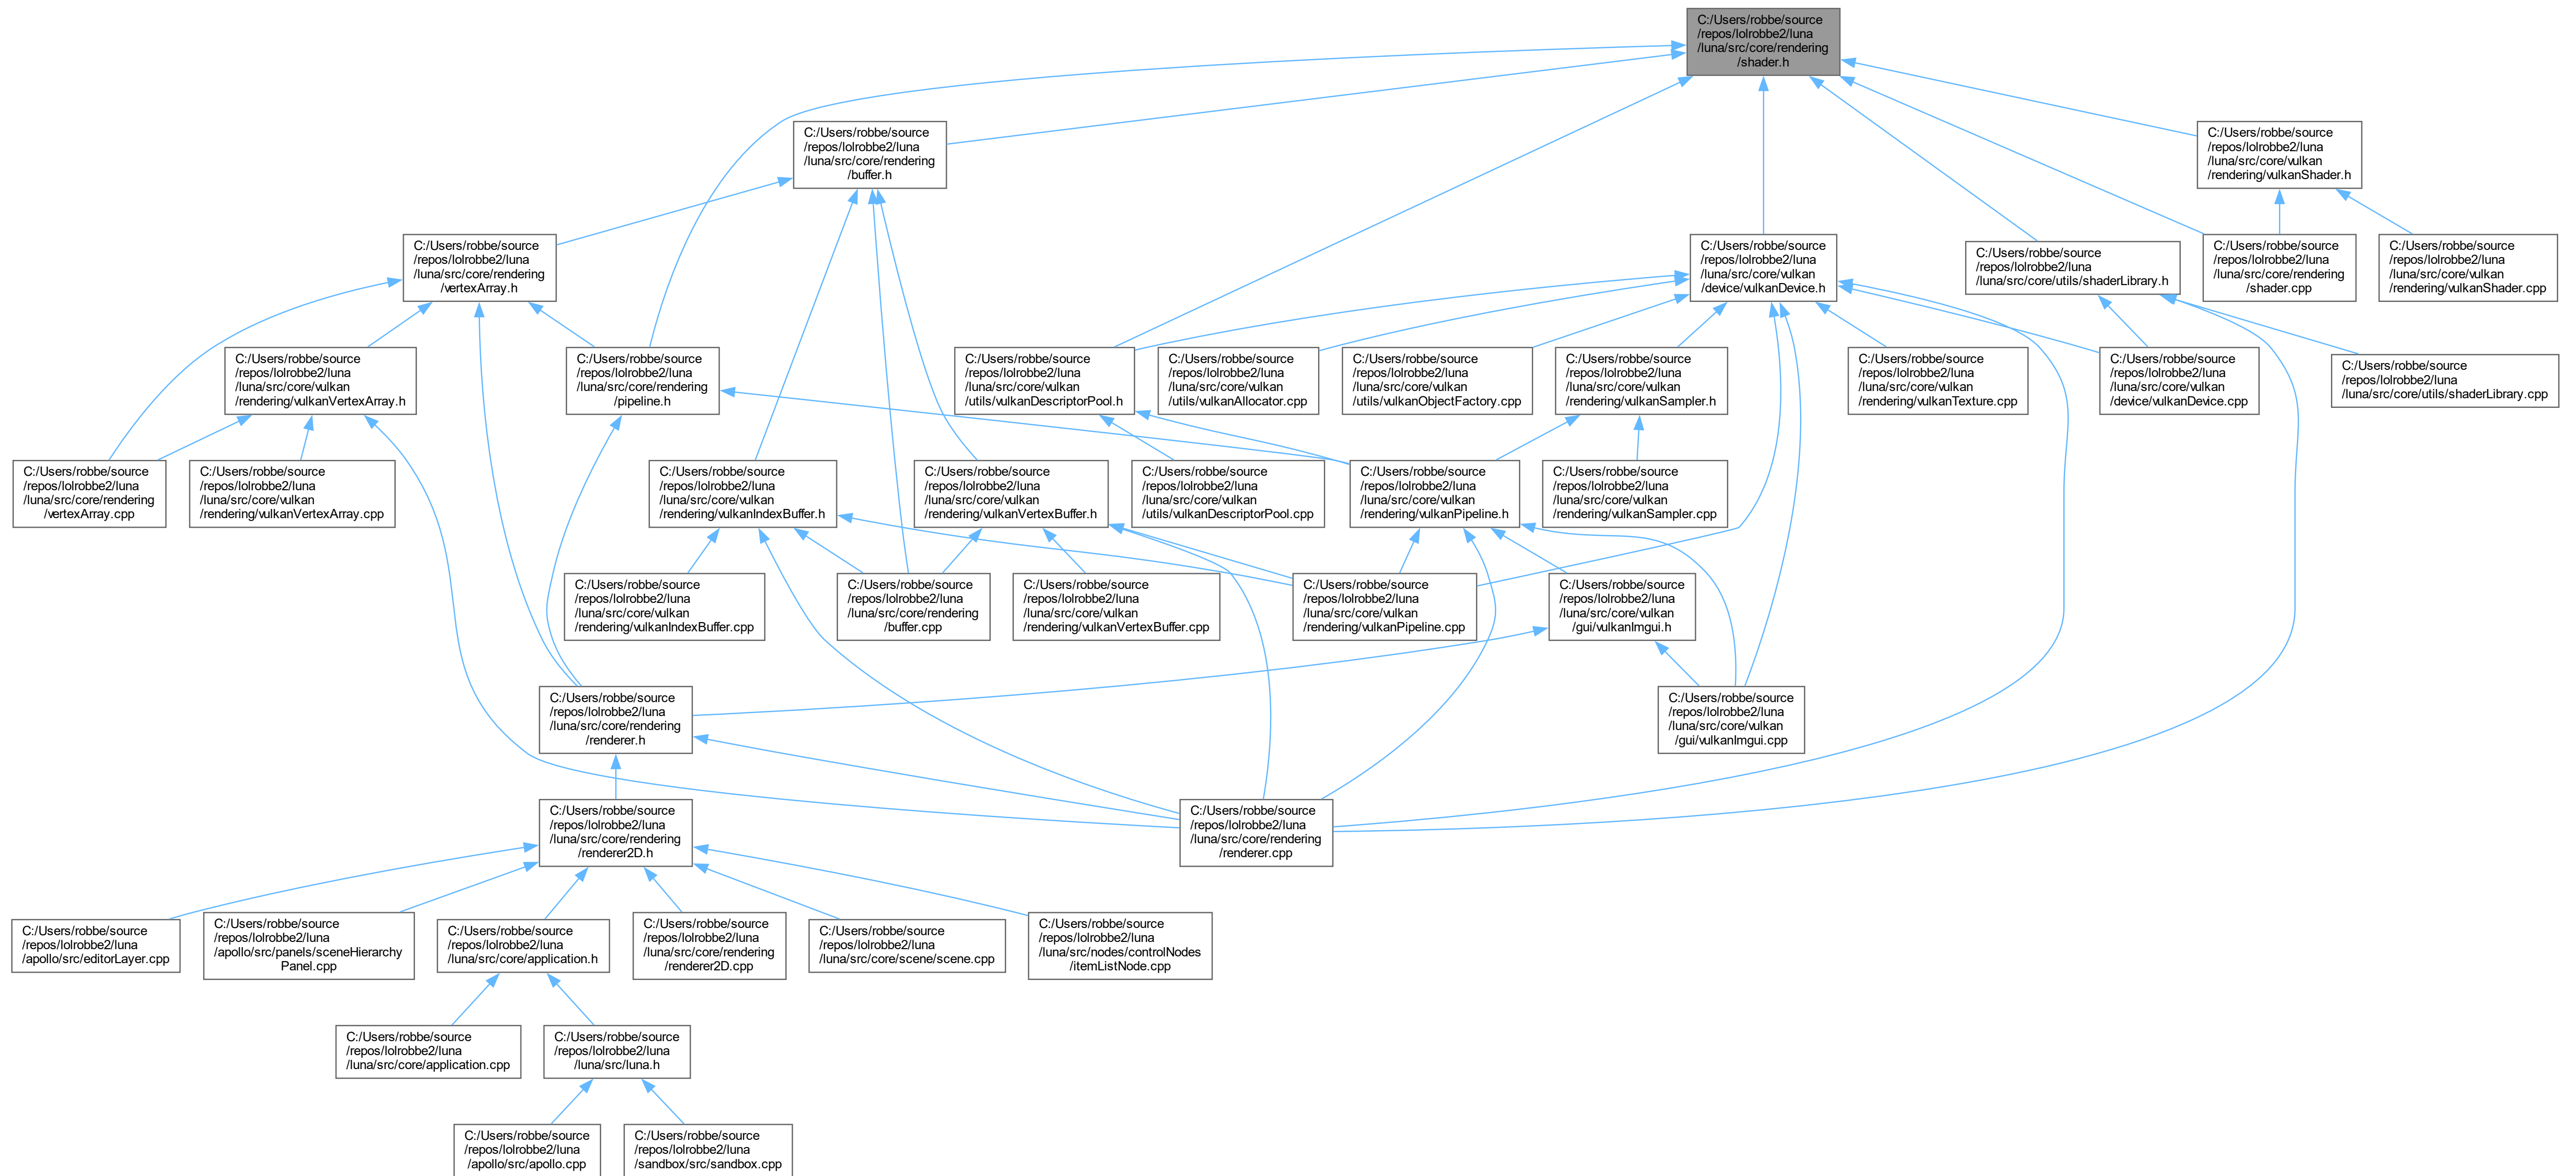 C:/Users/robbe/source
/repos/lolrobbe2/luna
/luna/src/core/rendering
/shader.h
C:/Users/robbe/source
/repos/lolrobbe2/luna
/luna/src/core/rendering
/buffer.h
C:/Users/robbe/source
/repos/lolrobbe2/luna
/luna/src/core/vulkan
/rendering/vulkanShader.h
C:/Users/robbe/source
/repos/lolrobbe2/luna
/luna/src/core/rendering
/vertexArray.h
C:/Users/robbe/source
/repos/lolrobbe2/luna
/luna/src/core/vulkan
/device/vulkanDevice.h
C:/Users/robbe/source
/repos/lolrobbe2/luna
/luna/src/core/utils/shaderLibrary.h
C:/Users/robbe/source
/repos/lolrobbe2/luna
/luna/src/core/rendering
/shader.cpp
C:/Users/robbe/source
/repos/lolrobbe2/luna
/luna/src/core/vulkan
/rendering/vulkanShader.cpp
C:/Users/robbe/source
/repos/lolrobbe2/luna
/luna/src/core/vulkan
/rendering/vulkanVertexArray.h
C:/Users/robbe/source
/repos/lolrobbe2/luna
/luna/src/core/rendering
/pipeline.h
C:/Users/robbe/source
/repos/lolrobbe2/luna
/luna/src/core/vulkan
/utils/vulkanDescriptorPool.h
C:/Users/robbe/source
/repos/lolrobbe2/luna
/luna/src/core/vulkan
/utils/vulkanAllocator.cpp
C:/Users/robbe/source
/repos/lolrobbe2/luna
/luna/src/core/vulkan
/utils/vulkanObjectFactory.cpp
C:/Users/robbe/source
/repos/lolrobbe2/luna
/luna/src/core/vulkan
/rendering/vulkanSampler.h
C:/Users/robbe/source
/repos/lolrobbe2/luna
/luna/src/core/vulkan
/rendering/vulkanTexture.cpp
C:/Users/robbe/source
/repos/lolrobbe2/luna
/luna/src/core/vulkan
/device/vulkanDevice.cpp
C:/Users/robbe/source
/repos/lolrobbe2/luna
/luna/src/core/utils/shaderLibrary.cpp
C:/Users/robbe/source
/repos/lolrobbe2/luna
/luna/src/core/rendering
/vertexArray.cpp
C:/Users/robbe/source
/repos/lolrobbe2/luna
/luna/src/core/vulkan
/rendering/vulkanVertexArray.cpp
C:/Users/robbe/source
/repos/lolrobbe2/luna
/luna/src/core/vulkan
/rendering/vulkanIndexBuffer.h
C:/Users/robbe/source
/repos/lolrobbe2/luna
/luna/src/core/vulkan
/rendering/vulkanVertexBuffer.h
C:/Users/robbe/source
/repos/lolrobbe2/luna
/luna/src/core/vulkan
/utils/vulkanDescriptorPool.cpp
C:/Users/robbe/source
/repos/lolrobbe2/luna
/luna/src/core/vulkan
/rendering/vulkanPipeline.h
C:/Users/robbe/source
/repos/lolrobbe2/luna
/luna/src/core/vulkan
/rendering/vulkanSampler.cpp
C:/Users/robbe/source
/repos/lolrobbe2/luna
/luna/src/core/vulkan
/rendering/vulkanIndexBuffer.cpp
C:/Users/robbe/source
/repos/lolrobbe2/luna
/luna/src/core/rendering
/buffer.cpp
C:/Users/robbe/source
/repos/lolrobbe2/luna
/luna/src/core/vulkan
/rendering/vulkanVertexBuffer.cpp
C:/Users/robbe/source
/repos/lolrobbe2/luna
/luna/src/core/vulkan
/rendering/vulkanPipeline.cpp
C:/Users/robbe/source
/repos/lolrobbe2/luna
/luna/src/core/vulkan
/gui/vulkanImgui.h
C:/Users/robbe/source
/repos/lolrobbe2/luna
/luna/src/core/rendering
/renderer.h
C:/Users/robbe/source
/repos/lolrobbe2/luna
/luna/src/core/vulkan
/gui/vulkanImgui.cpp
C:/Users/robbe/source
/repos/lolrobbe2/luna
/luna/src/core/rendering
/renderer2D.h
C:/Users/robbe/source
/repos/lolrobbe2/luna
/luna/src/core/rendering
/renderer.cpp
C:/Users/robbe/source
/repos/lolrobbe2/luna
/apollo/src/editorLayer.cpp
C:/Users/robbe/source
/repos/lolrobbe2/luna
/apollo/src/panels/sceneHierarchy
Panel.cpp
C:/Users/robbe/source
/repos/lolrobbe2/luna
/luna/src/core/application.h
C:/Users/robbe/source
/repos/lolrobbe2/luna
/luna/src/core/rendering
/renderer2D.cpp
C:/Users/robbe/source
/repos/lolrobbe2/luna
/luna/src/core/scene/scene.cpp
C:/Users/robbe/source
/repos/lolrobbe2/luna
/luna/src/nodes/controlNodes
/itemListNode.cpp
C:/Users/robbe/source
/repos/lolrobbe2/luna
/luna/src/core/application.cpp
C:/Users/robbe/source
/repos/lolrobbe2/luna
/luna/src/luna.h
C:/Users/robbe/source
/repos/lolrobbe2/luna
/apollo/src/apollo.cpp
C:/Users/robbe/source
/repos/lolrobbe2/luna
/sandbox/src/sandbox.cpp